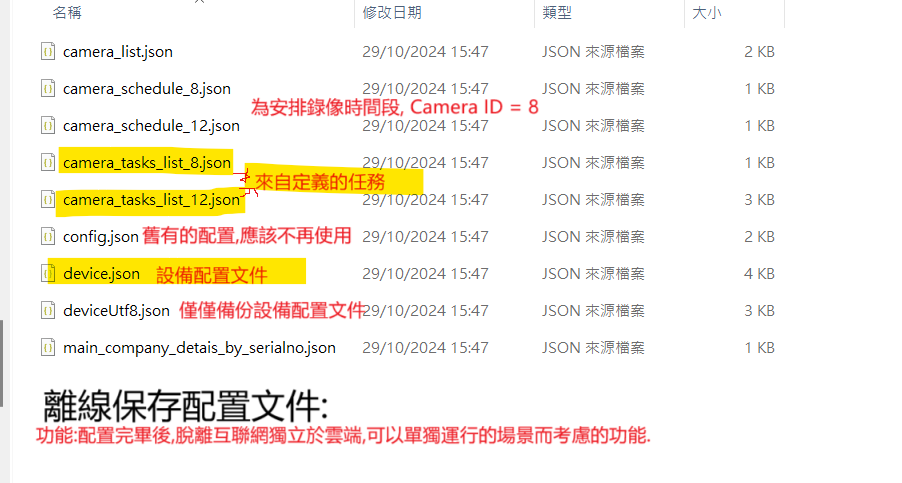 名稱 修改日期 類型 大小
camera_list.json 29/10/2024 15:47 JSON 來源檔案 2 KB
camera_schedule_8.json 29/10/2024 15:47 JSON 來源檔案 1 KB
為安排錄像時間段, Camera ID = 8
camera_schedule_12.json 29/10/2024 15:47 JSON 來源檔案 1 KB
camera_tasks_list_8.json 29/10/2024 15:47 JSON 來源檔案 1 KB
來自定義的任務
camera_tasks_list_12.json 29/10/2024 15:47 JSON 來源檔案 3 KB
config.json 舊有的配置,應該不再使用 29/10/2024 15:47 JSON 來源檔案 2 KB
device.json 設備配置文件 29/10/2024 15:47 JSON 來源檔案 4 KB
deviceUtf8.json 僅僅備份設備配置文件 29/10/2024 15:47 JSON 來源檔案 3 KB
main_company_detais_by_serialno.json 29/10/2024 15:47 JSON 來源檔案 1 KB
離線保存配置文件:
功能:配置完畢後,脫離互聯網獨立於雲端,可以單獨運行的場景而考慮的功能.